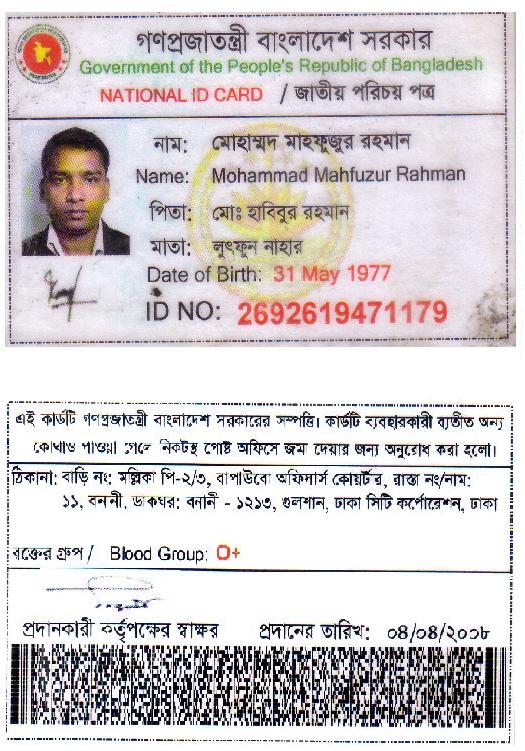 গণপ্রজাতন্ত্রী বাংলাদেশ সরকার
Government of the People's Republic of Bangladesh
NATIONAL ID CARD / জাতীয় পরিচয় পত্র
নাম: মোহাম্মদ মাহফুজুর রহমান
Name: Mohammad Mahfuzur Rahman
পিতা: মোঃ হাবিবুর রহমান
মাতা: লুৎফুন নাহার
Date of Birth: 31 May 1977
ID NO: 2692619471179
এই কার্ডটি গণপ্রজাতন্ত্রী বাংলাদেশ সরকারের সম্পত্তি। কার্ডটি ব্যবহারকারী ব্যতীত অন্য
কোথাও পাওয়া গেলে নিকটস্থ পোষ্ট অফিসে জমা দেয়ার জন্য অনুরোধ করা হলো।
ঠিকানা: বাড়ি নং: মল্লিকা পি-২/৩, বাপাউবো অফিসার্স কোয়ার্টার, রাস্তা নং/নাম:
১১, বনানী, ডাকঘর: বনানী - ১২১৩, গুলশান, ঢাকা সিটি কর্পোরেশন, ঢাকা
রক্তের গ্রুপ / Blood Group: O+
প্রদানকারী কর্তৃপক্ষের স্বাক্ষর প্রদানের তারিখ: ০৪/০৪/২০০৮